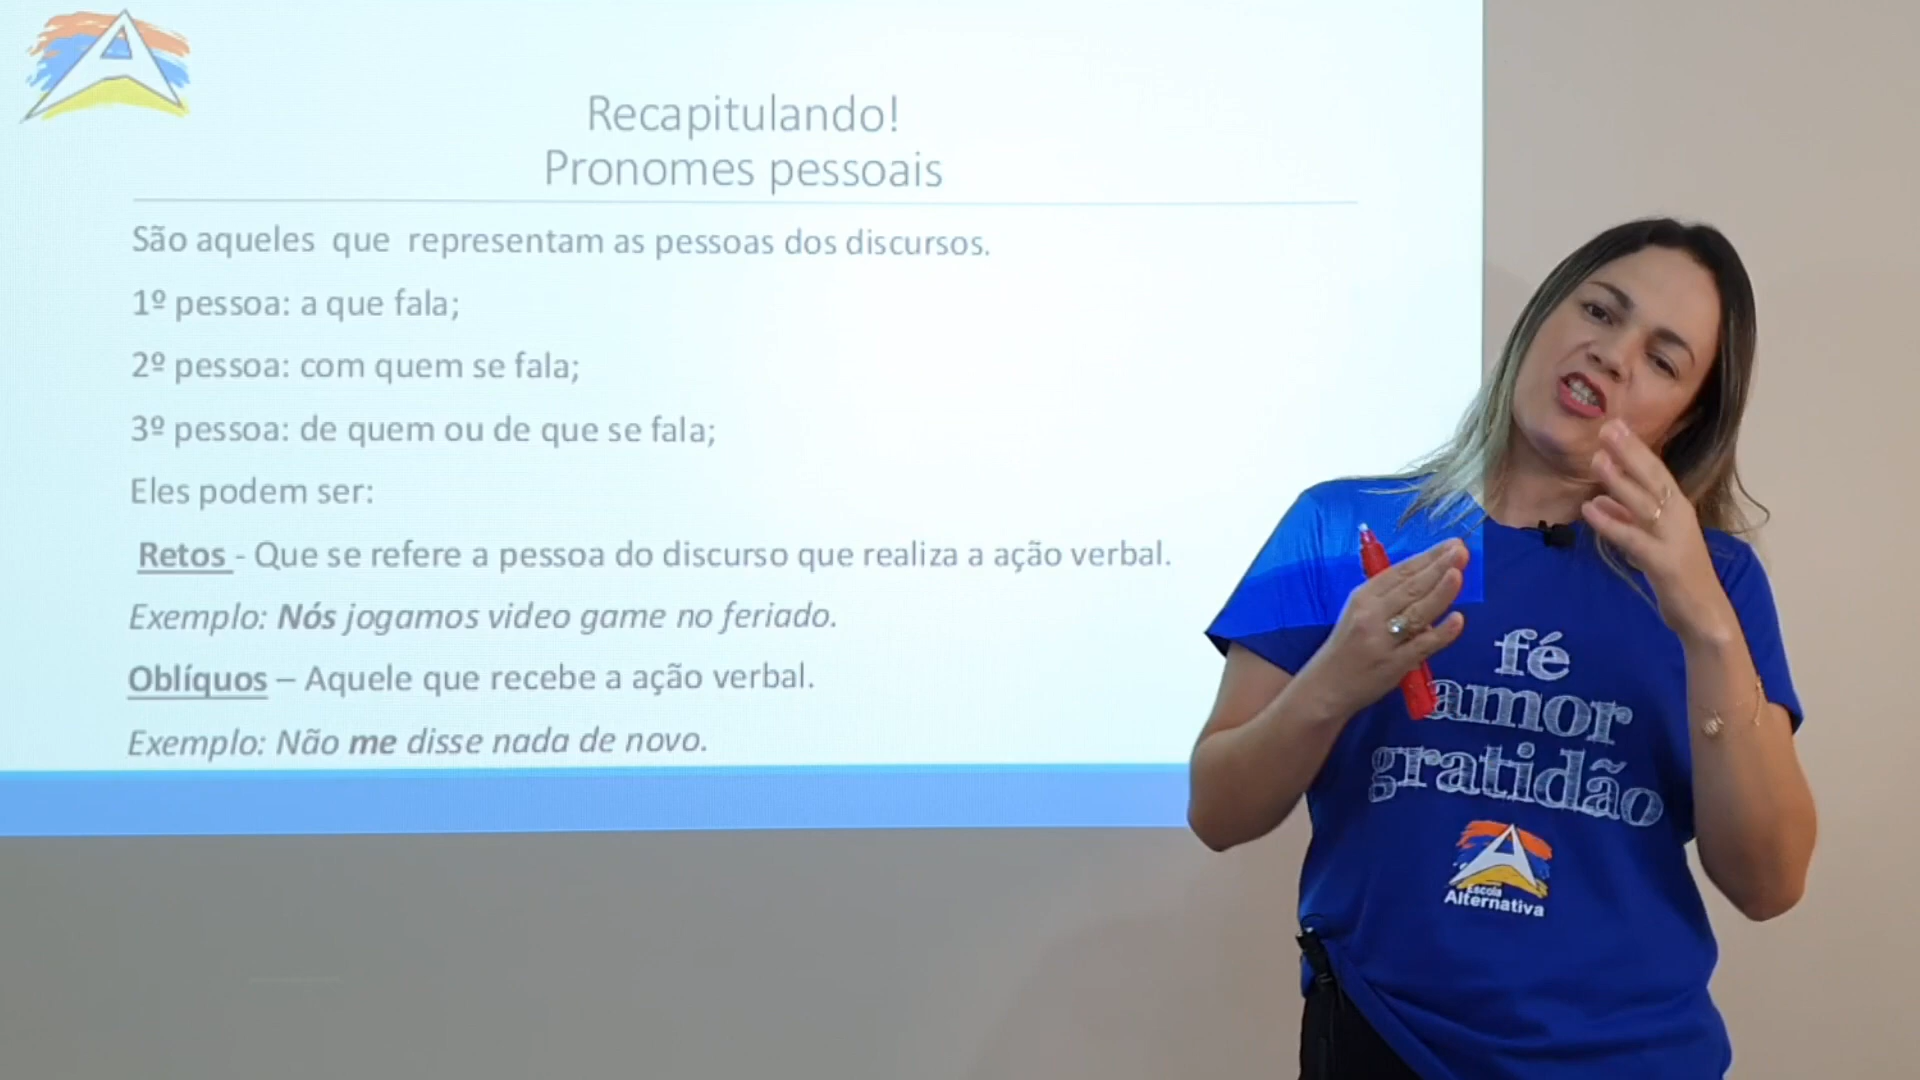 Recapitulando!
Pronomes pessoais
São aqueles que representam as pessoas dos discursos.
1º pessoa: a que fala;
2º pessoa: com quem se fala;
3º pessoa: de quem ou de que se fala;
Eles podem ser:
Retos - Que se refere a pessoa do discurso que realiza a ação verbal.
Exemplo: Nós jogamos video game no feriado.
Oblíquos – Aquele que recebe a ação verbal.
Exemplo: Não me disse nada de novo.
fé
amor
gratidão
Escola
Alternativa